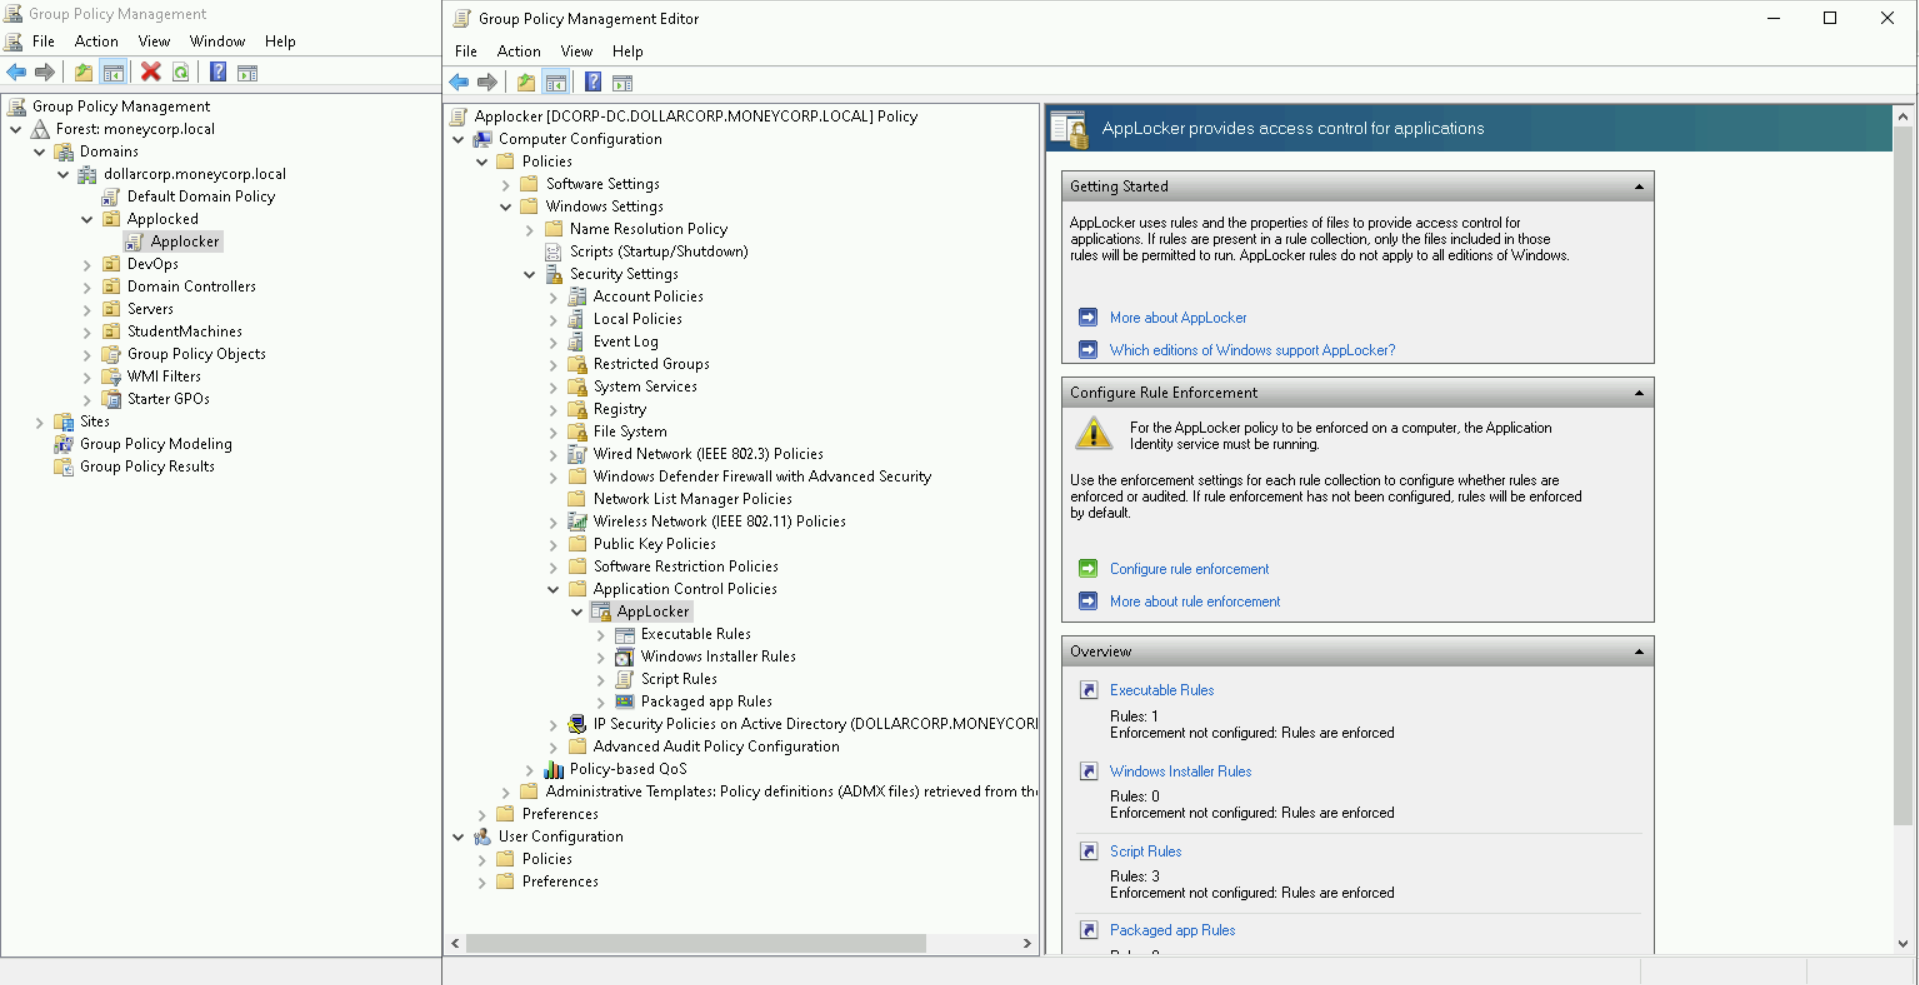 Group Policy Management
File Action View Window Help
Group Policy Management
Forest: moneycorp.local
Domains
dollarcorp.moneycorp.local
Default Domain Policy
Applocked
Applocker
DevOps
Domain Controllers
Servers
StudentMachines
Group Policy Objects
WMI Filters
Starter GPOs
Sites
Group Policy Modeling
Group Policy Results
Group Policy Management Editor
File Action View Help
Applocker [DCORP-DC.DOLLARCORP.MONEYCORP.LOCAL] Policy
Computer Configuration
Policies
Software Settings
Windows Settings
Name Resolution Policy
Scripts (Startup/Shutdown)
Security Settings
Account Policies
Local Policies
Event Log
Restricted Groups
System Services
Registry
File System
Wired Network (IEEE 802.3) Policies
Windows Defender Firewall with Advanced Security
Network List Manager Policies
Wireless Network (IEEE 802.11) Policies
Public Key Policies
Software Restriction Policies
Application Control Policies
AppLocker
Executable Rules
Windows Installer Rules
Script Rules
Packaged app Rules
IP Security Policies on Active Directory (DOLLARCORP.MONEYCOR
Advanced Audit Policy Configuration
Policy-based QoS
Administrative Templates: Policy definitions (ADMX files) retrieved from th
Preferences
User Configuration
Policies
Preferences
AppLocker provides access control for applications
Getting Started
AppLocker uses rules and the properties of files to provide access control for
applications. If rules are present in a rule collection, only the files included in those
rules will be permitted to run. AppLocker rules do not apply to all editions of Windows.
More about AppLocker
Which editions of Windows support AppLocker?
Configure Rule Enforcement
For the AppLocker policy to be enforced on a computer, the Application
Identity service must be running.
Use the enforcement settings for each rule collection to configure whether rules are
enforced or audited. If rule enforcement has not been configured, rules will be enforced
by default.
Configure rule enforcement
More about rule enforcement
Overview
Executable Rules
Rules: 1
Enforcement not configured: Rules are enforced
Windows Installer Rules
Rules: 0
Enforcement not configured: Rules are enforced
Script Rules
Rules: 3
Enforcement not configured: Rules are enforced
Packaged app Rules